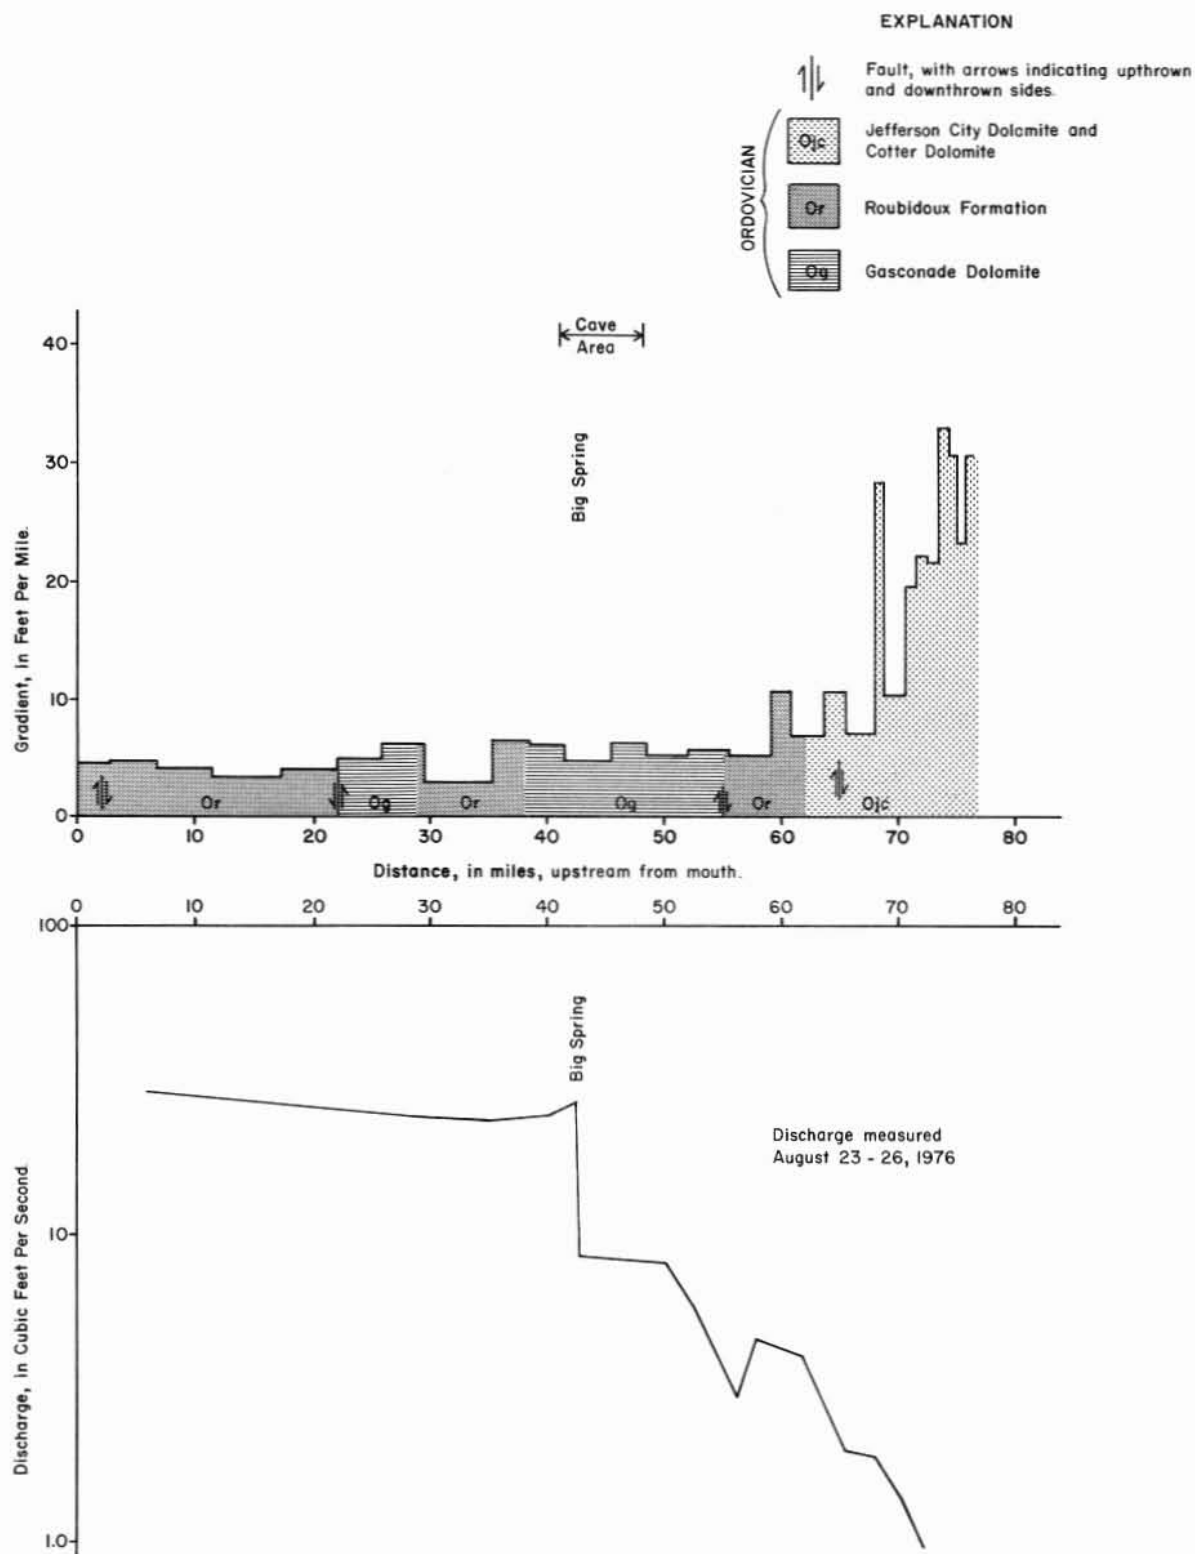 EXPLANATION
Fault, with arrows indicating upthrown
and downthrown sides.
ORDOVICIAN
Ojc
Jefferson City Dolomite and
Cotter Dolomite
Or
Roubidoux Formation
Og
Gasconade Dolomite
Cave
Area
Big Spring
Gradient, in Feet Per Mile.
40
30
20
10
0
Or
Og
Or
Og
Or
Ojc
0 10 20 30 40 50 60 70 80
Distance, in miles, upstream from mouth.
0 10 20 30 40 50 60 70 80
100
Big Spring
Discharge measured
August 23 - 26, 1976
Discharge, in Cubic Feet Per Second.
10
1.0